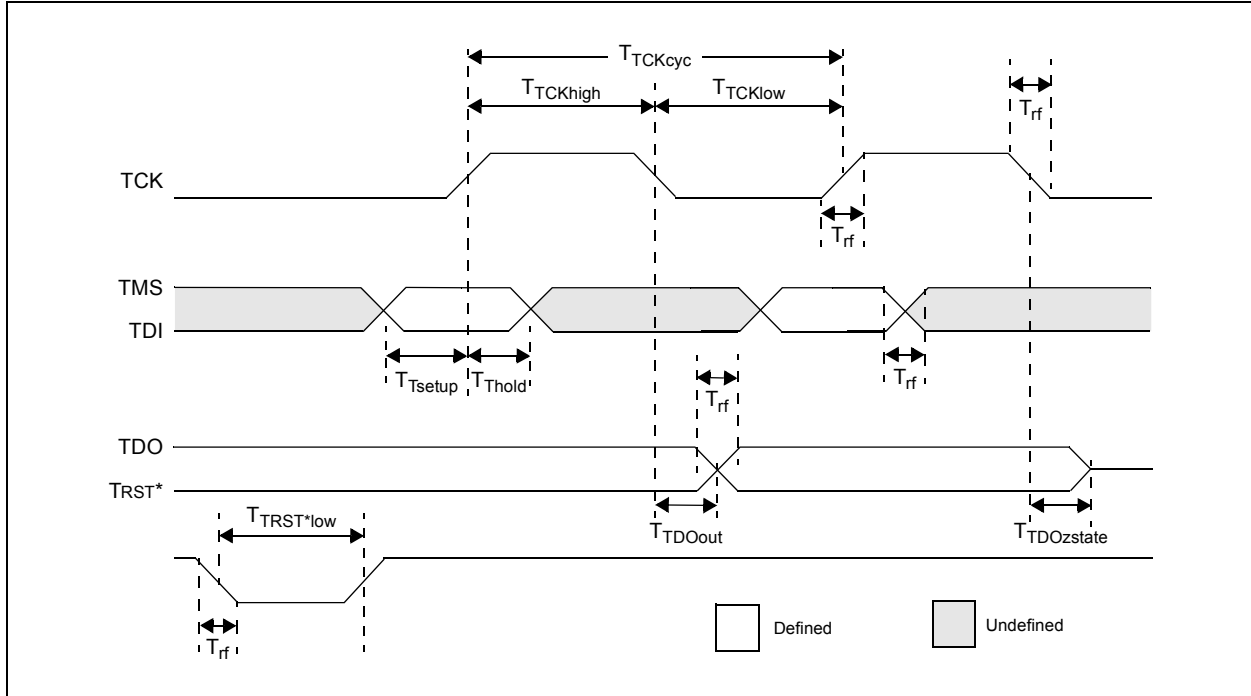 TTCKcyc
TTCKhigh
TTCKlow
Trf
TCK
Trf
TMS
TDI
TTsetup
TThold
Trf
Trf
TDO
TRST*
TTRST*low
TTDOout
TTDOzstate
Trf
Defined
Undefined